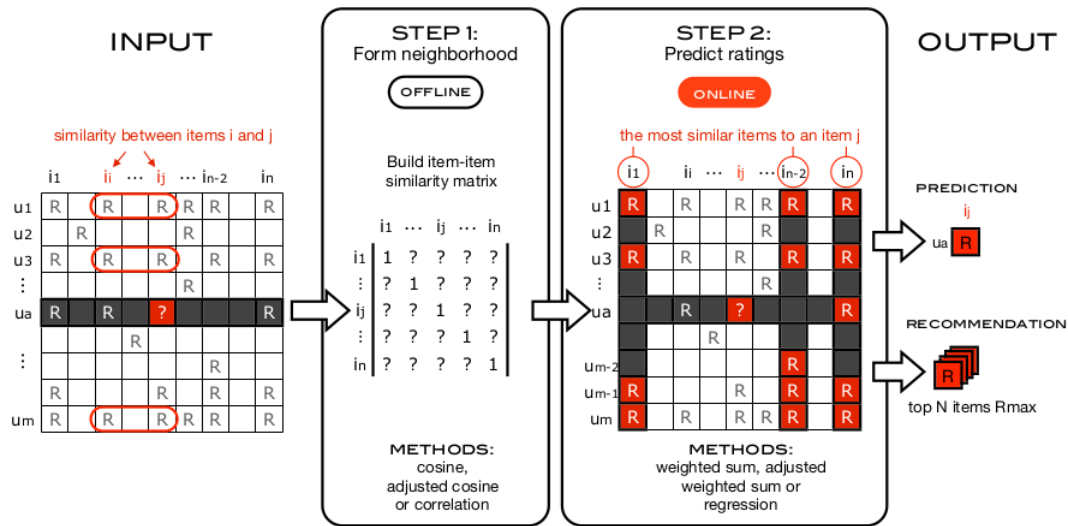 INPUT
STEP 1:
Form neighborhood
OFFLINE
STEP 2:
Predict ratings
ONLINE
OUTPUT
similarity between items i and j
i1 ii ... ij ... in-2 in
u1 R R R R R R
u2 R R
u3 R R R R R
⋮ R
ua R R ? R
R
⋮ R
R R R R
um R R R R R R
Build item-item
similarity matrix
i1 ... ij ... in
i1 1 ? ? ? ?
⋮ ? 1 ? ? ?
ij ? ? 1 ? ?
⋮ ? ? ? 1 ?
in ? ? ? ? 1
METHODS:
cosine,
adjusted cosine
or correlation
the most similar items to an item j
i1 ii ... ij ... in-2 in
u1 R R R R R R
u2 R R
u3 R R R R R
⋮ R
ua R ? R
R
um-2 R
um-1 R R R R
um R R R R R R
METHODS:
weighted sum, adjusted
weighted sum or
regression
PREDICTION
ij
ua R
RECOMMENDATION
R
top N items Rmax